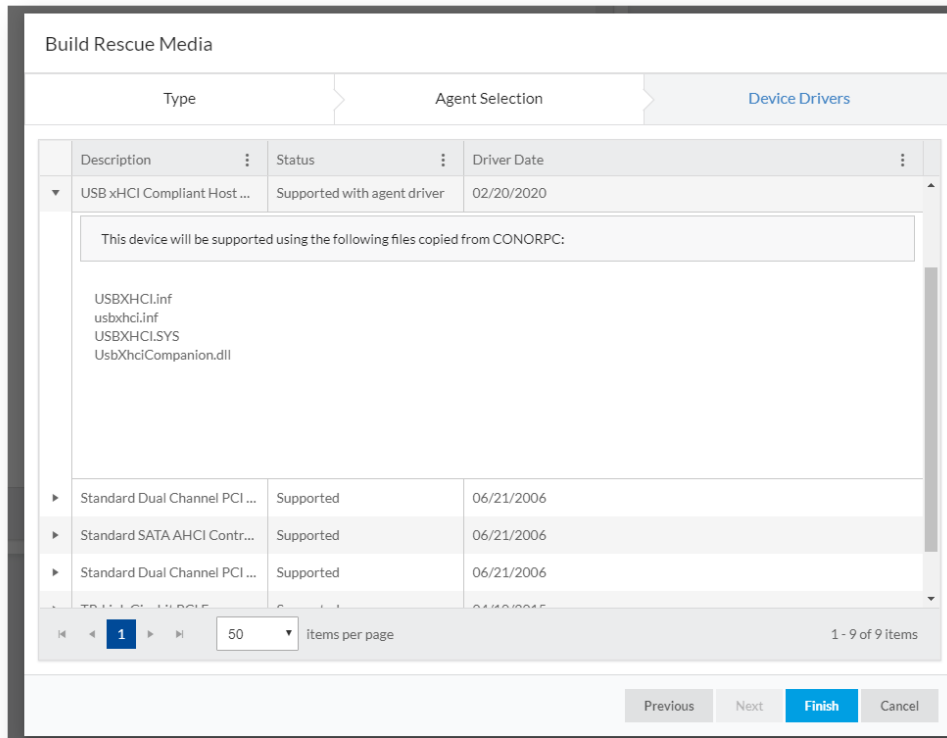 Build Rescue Media
Type
Agent Selection
Device Drivers
Description
Status
Driver Date
USB xHCI Compliant Host ...
Supported with agent driver
02/20/2020
This device will be supported using the following files copied from CONORPC:
USBXHCI.inf
usbxhci.inf
USBXHCI.SYS
UsbXhciCompanion.dll
Standard Dual Channel PCI ...
Supported
06/21/2006
Standard SATA AHCI Contr...
Supported
06/21/2006
Standard Dual Channel PCI ...
Supported
06/21/2006
1
50
items per page
1 - 9 of 9 items
Previous
Next
Finish
Cancel